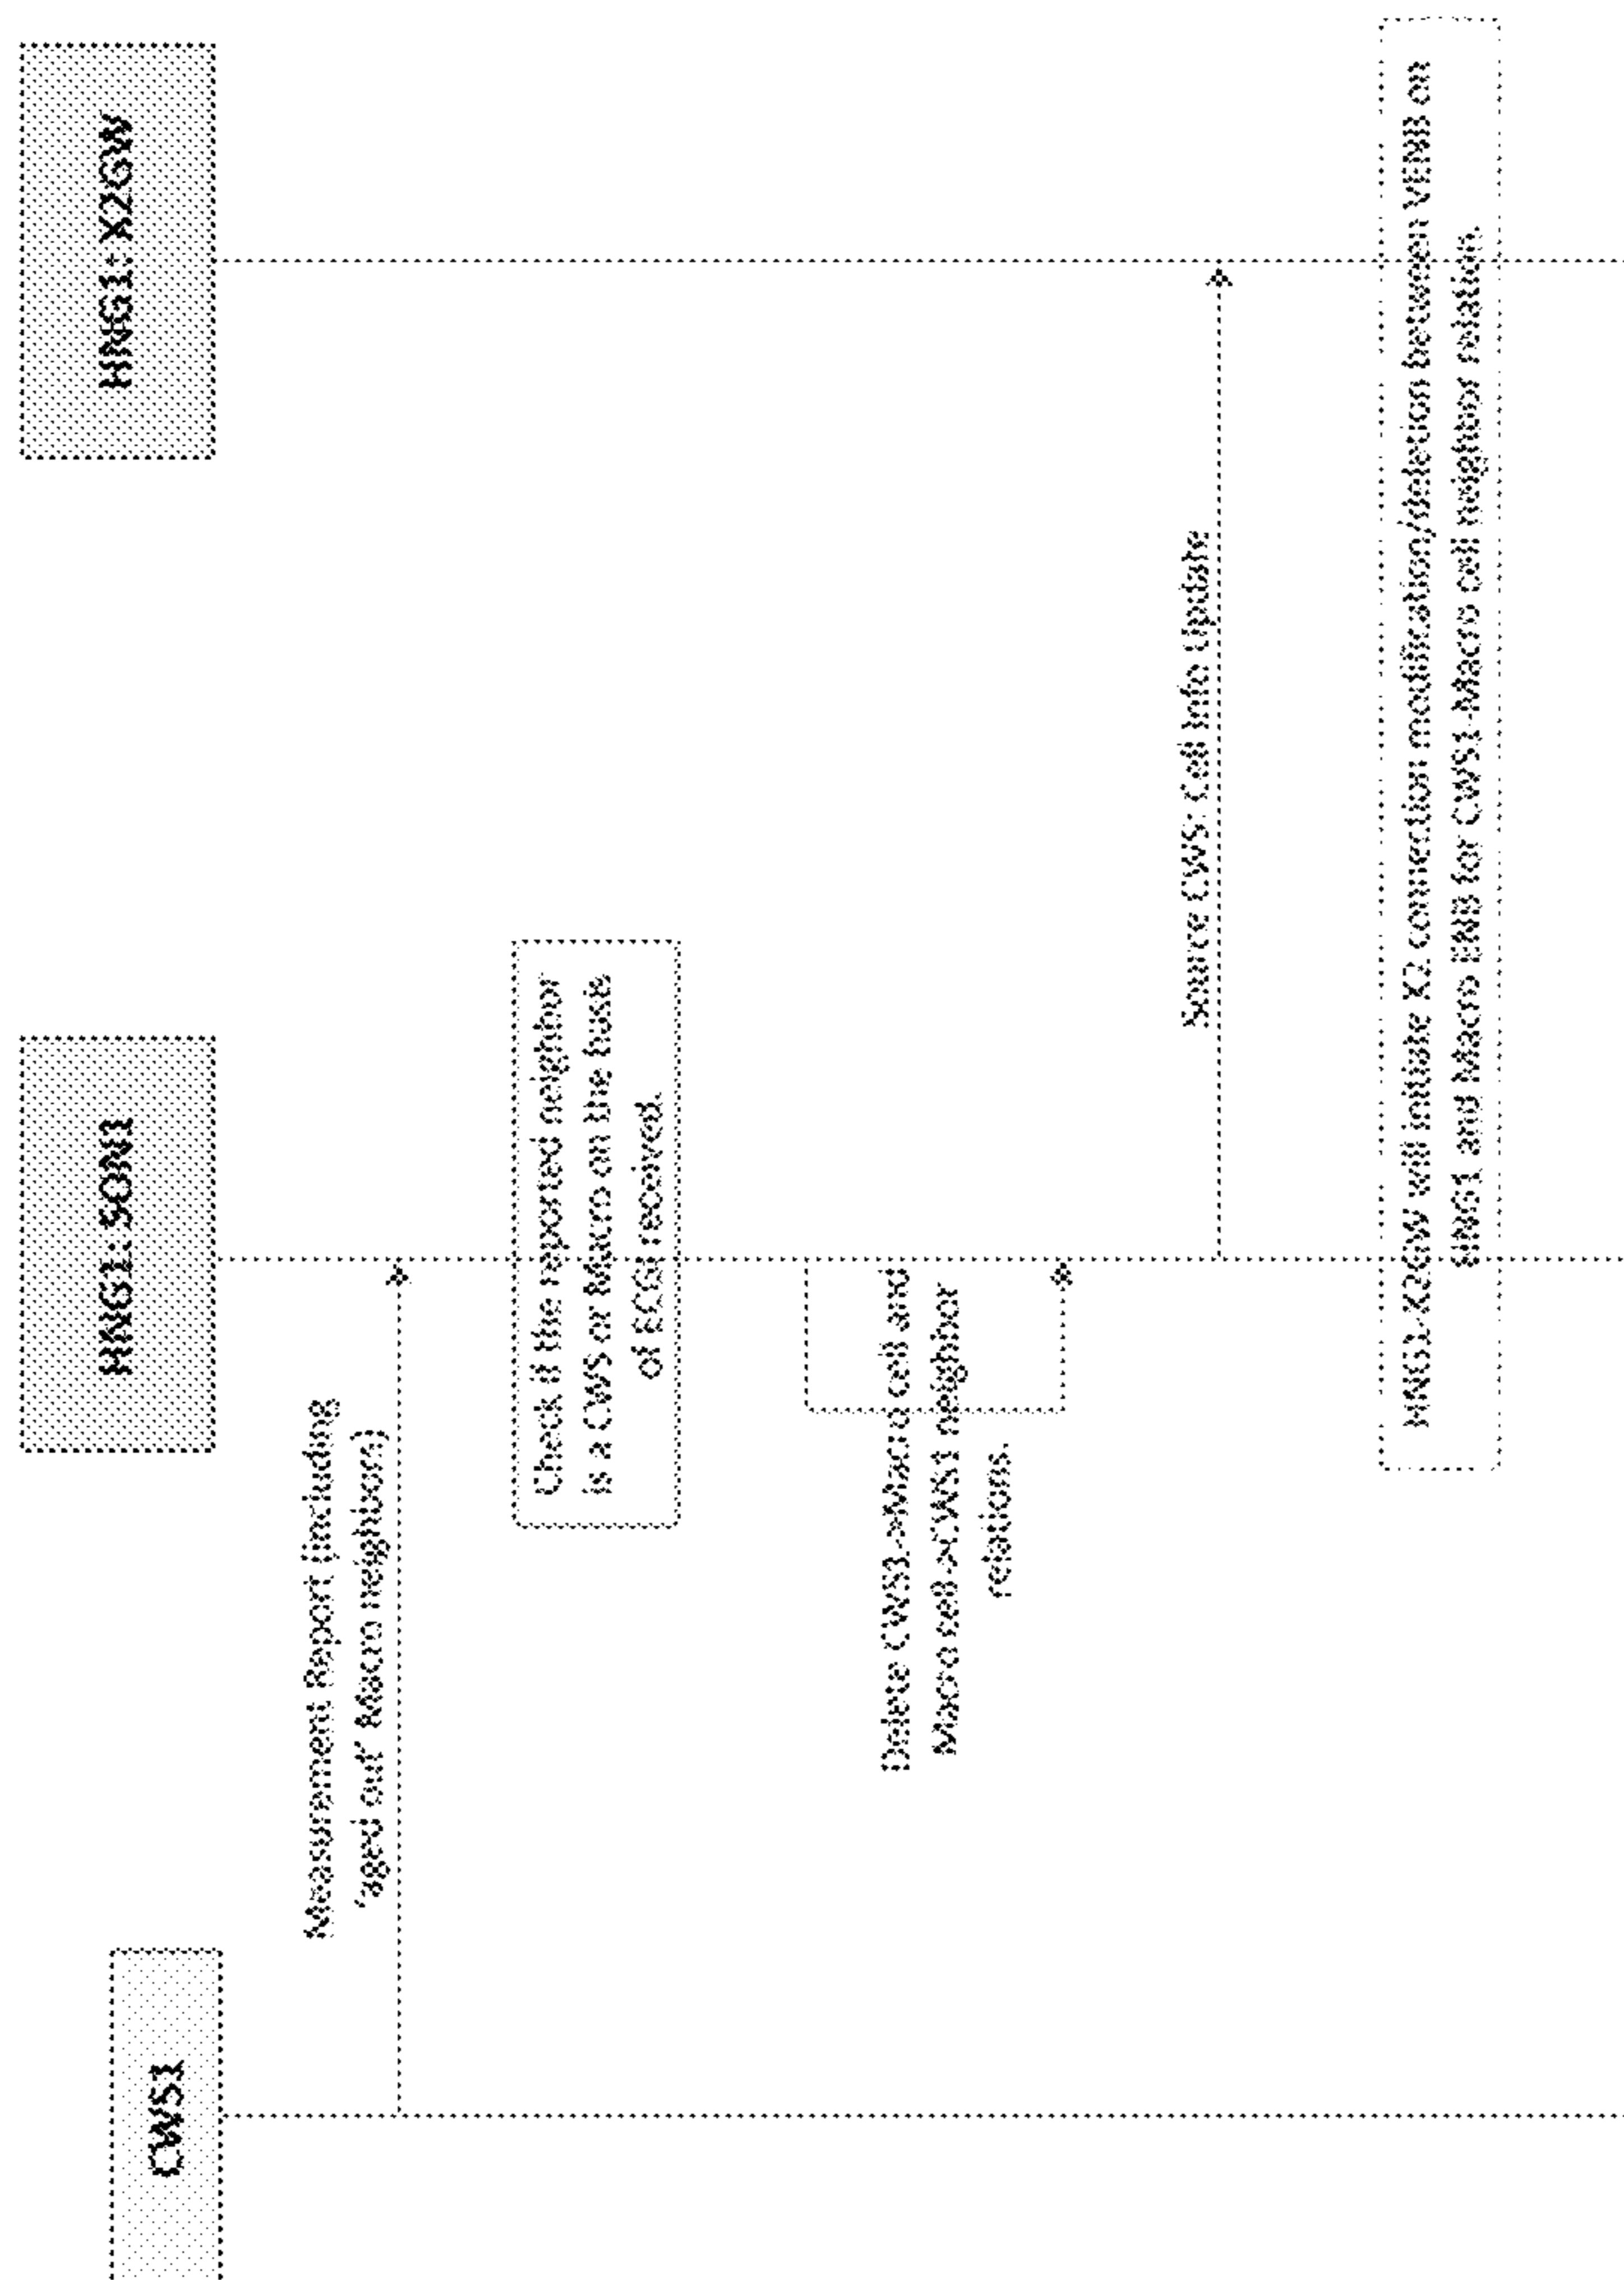 CWS1
HNG1: SON1
HNG1: X2GW
Measurement Report (including
'aged out' Macro neighbors)
Check if the reported neighbor
is a CWS or Macro on the basis
of ECGI received.
Delete CWS1->Macro cell and
Macro cell->CWS1 neighbor
relations.
Source CWS: Cell Info Update
HNG1-X2GW will initiate X2 connection modification/deletion between VENB on
HNG1 and Macro ENB for CWS1-Macro cell neighbor relation.